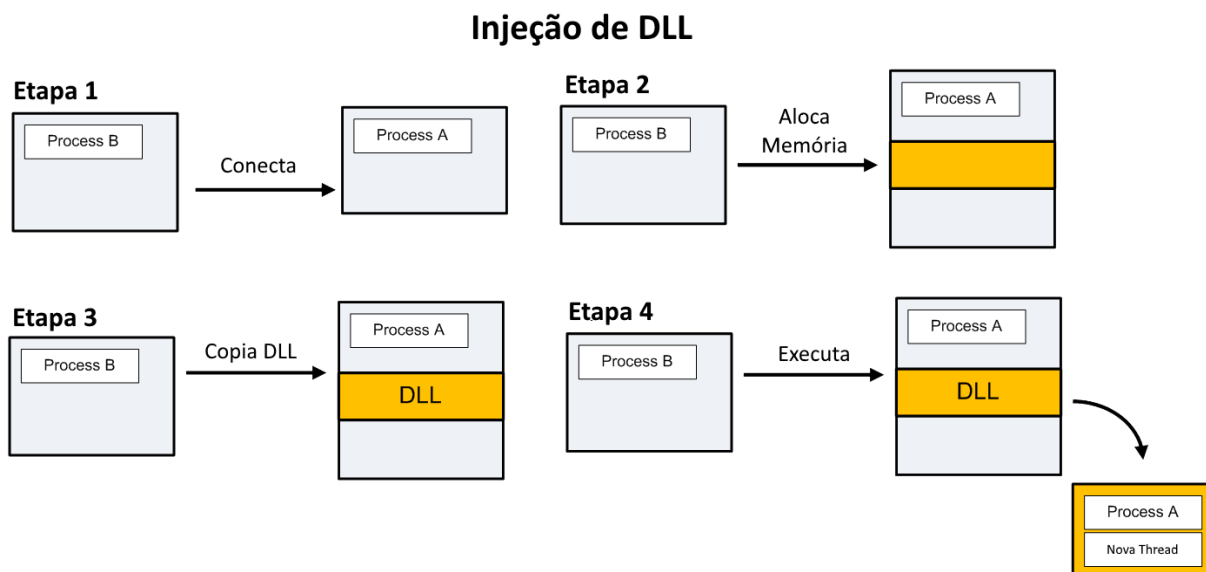 Injeção de DLL
Etapa 1
Process B
Conecta
Process A
Etapa 2
Process B
Aloca
Memória
Process A
Etapa 3
Process B
Copia DLL
Process A
DLL
Etapa 4
Process B
Executa
Process A
DLL
Process A
Nova Thread